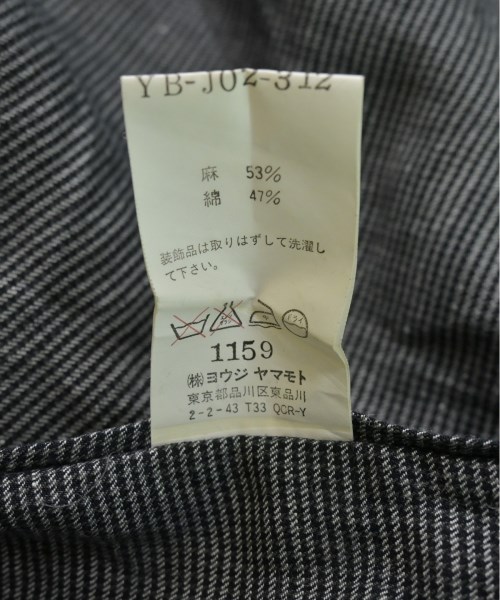 YB-J02-312
麻 53%
綿 47%
装飾品は取りはずして洗濯し
て下さい。
1159
㈱ヨウジ ヤマモト
東京都品川区東品川
2-2-43 T33 QCR-Y